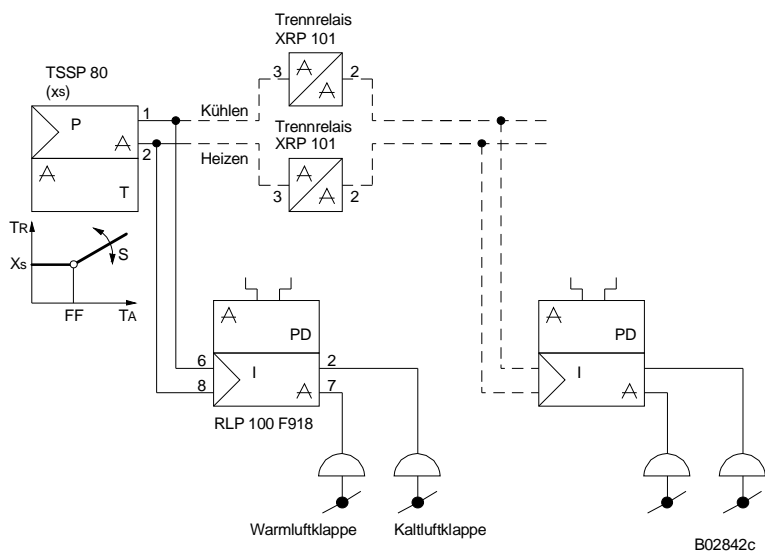 Trennrelais
XRP 101
3
2
TSSP 80
(xs)
P
T
1
2
Kühlen
Heizen
Trennrelais
XRP 101
3
2
TR
Xs
S
FF
TA
PD
I
6
8
2
7
RLP 100 F918
PD
I
Warmluftklappe
Kaltluftklappe
B02842c